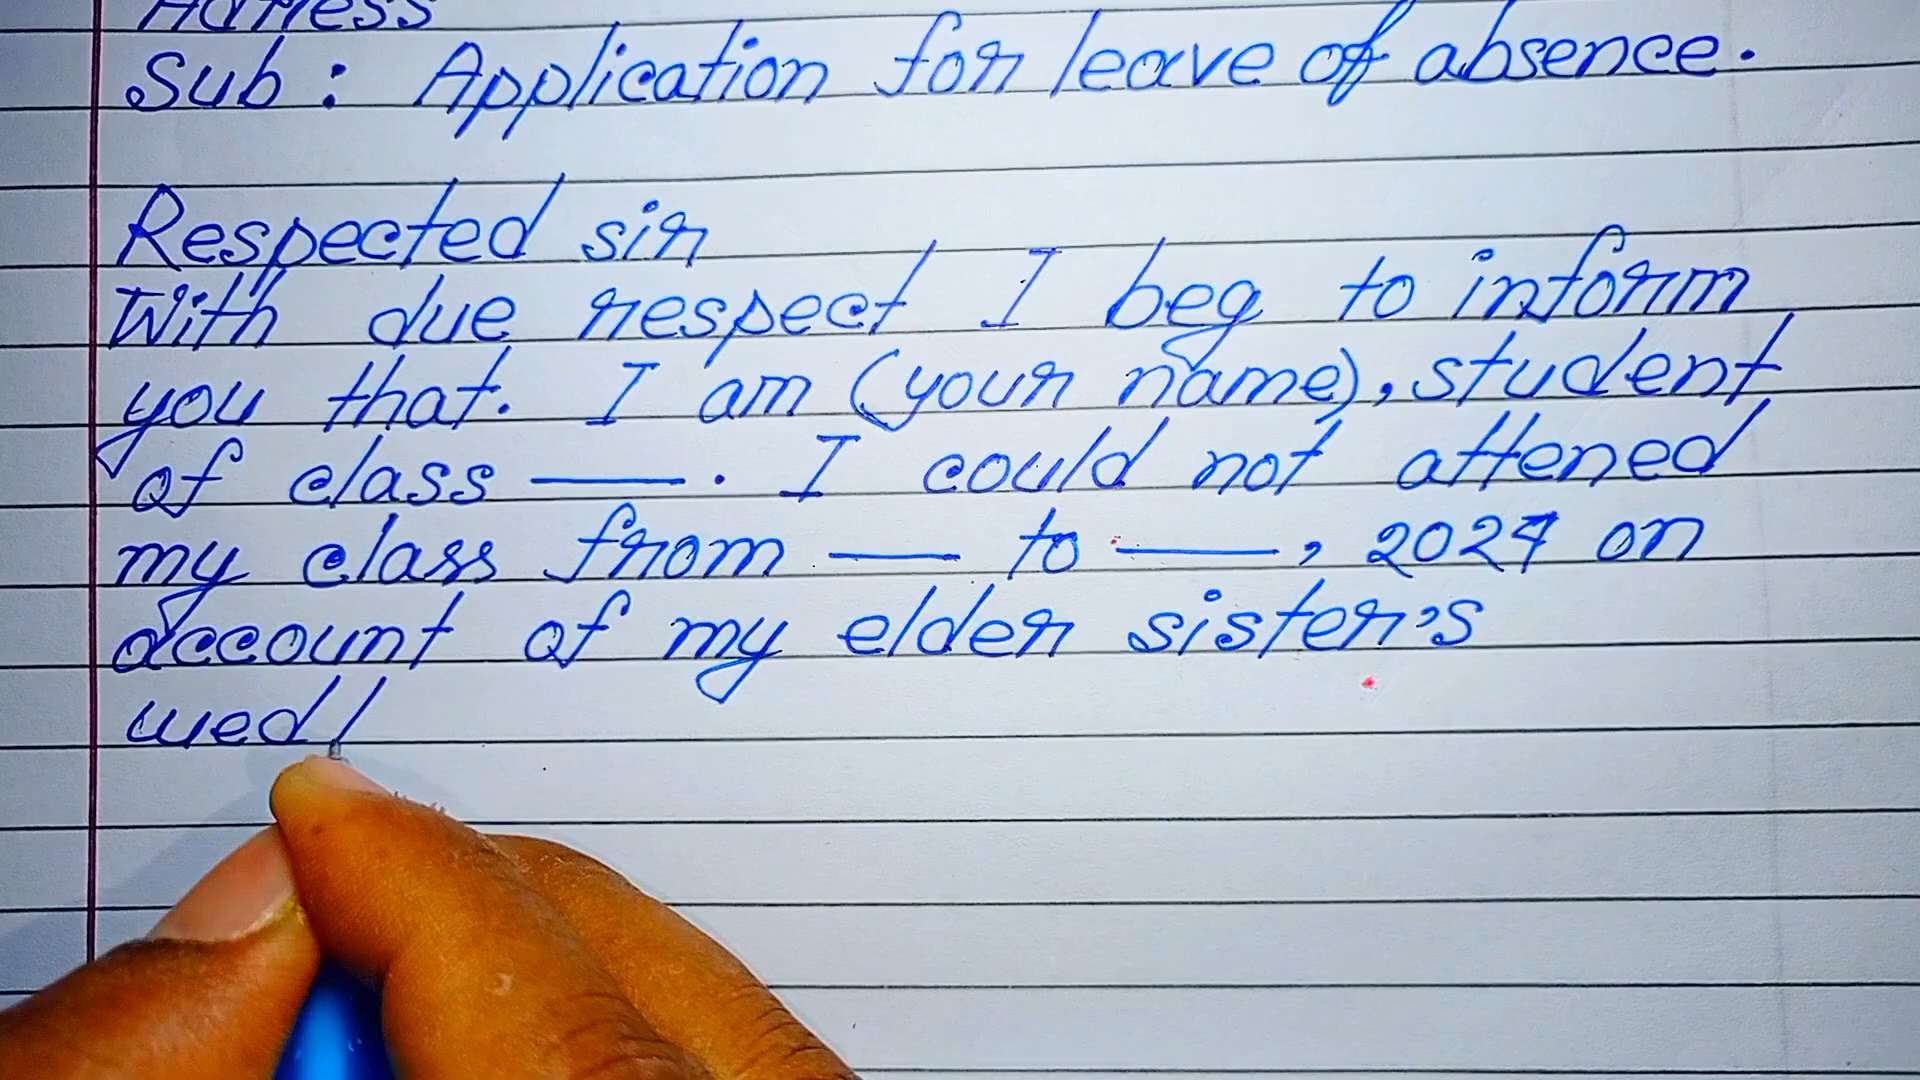 Adress
Sub: Application for leave of absence.
Respected sir
With due respect I beg to inform
you that. I am (your name), student
of class —. I could not attened
my class from — to —, 2024 on
account of my elder sister's
wed